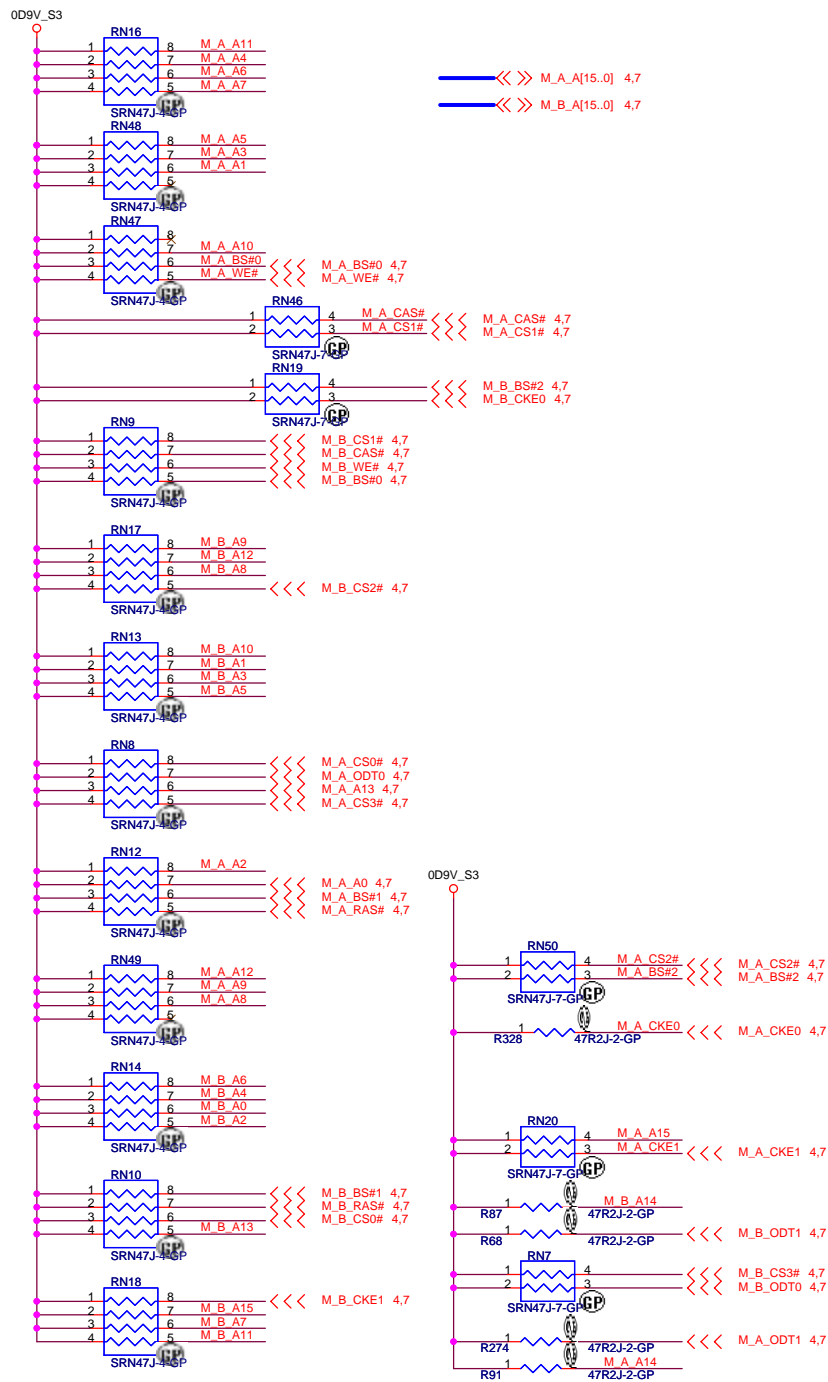 0D9V_S3
RN16
1 8 M_A_A11
2 7 M_A_A4
3 6 M_A_A6
4 5 M_A_A7
GP
SRN47J-4-GP
M_A_A[15..0] 4,7
M_B_A[15..0] 4,7
RN48
1 8 M_A_A5
2 7 M_A_A3
3 6 M_A_A1
4 5
GP
SRN47J-4-GP
RN47
1 8
2 7 M_A_A10
3 6 M_A_BS#0 M_A_BS#0 4,7
4 5 M_A_WE# M_A_WE# 4,7
GP
SRN47J-4-GP
RN46
1 4 M_A_CAS# M_A_CAS# 4,7
2 3 M_A_CS1# M_A_CS1# 4,7
GP
SRN47J-7-GP
RN19
1 4 M_B_BS#2 4,7
2 3 M_B_CKE0 4,7
GP
SRN47J-7-GP
RN9
1 8 M_B_CS1# 4,7
2 7 M_B_CAS# 4,7
3 6 M_B_WE# 4,7
4 5 M_B_BS#0 4,7
GP
SRN47J-4-GP
RN17
1 8 M_B_A9
2 7 M_B_A12
3 6 M_B_A8
4 5 M_B_CS2# 4,7
GP
SRN47J-4-GP
RN13
1 8 M_B_A10
2 7 M_B_A1
3 6 M_B_A3
4 5 M_B_A5
GP
SRN47J-4-GP
RN8
1 8 M_A_CS0# 4,7
2 7 M_A_ODT0 4,7
3 6 M_A_A13 4,7
4 5 M_A_CS3# 4,7
GP
SRN47J-4-GP
RN12
1 8 M_A_A2
2 7 M_A_A0 4,7
3 6 M_A_BS#1 4,7
4 5 M_A_RAS# 4,7
GP
SRN47J-4-GP
RN49
1 8 M_A_A12
2 7 M_A_A9
3 6 M_A_A8
4 5
GP
SRN47J-4-GP
RN14
1 8 M_B_A6
2 7 M_B_A4
3 6 M_B_A0
4 5 M_B_A2
GP
SRN47J-4-GP
RN10
1 8 M_B_BS#1 4,7
2 7 M_B_RAS# 4,7
3 6 M_B_CS0# 4,7
4 5 M_B_A13
GP
SRN47J-4-GP
RN18
1 8 M_B_CKE1 4,7
2 7 M_B_A15
3 6 M_B_A7
4 5 M_B_A11
GP
SRN47J-4-GP
0D9V_S3
RN50
1 4 M_A_CS2# M_A_CS2# 4,7
2 3 M_A_BS#2 M_A_BS#2 4,7
GP
SRN47J-7-GP
1 M_A_CKE0 M_A_CKE0 4,7
R328 47R2J-2-GP
RN20
1 4 M_A_A15
2 3 M_A_CKE1 M_A_CKE1 4,7
GP
SRN47J-7-GP
1 M_B_A14
R87 47R2J-2-GP
1 M_B_ODT1 4,7
R68 47R2J-2-GP
RN7
1 4 M_B_CS3# 4,7
2 3 M_B_ODT0 4,7
GP
SRN47J-7-GP
1 M_A_ODT1 4,7
R274 47R2J-2-GP
1 M_A_A14
R91 47R2J-2-GP